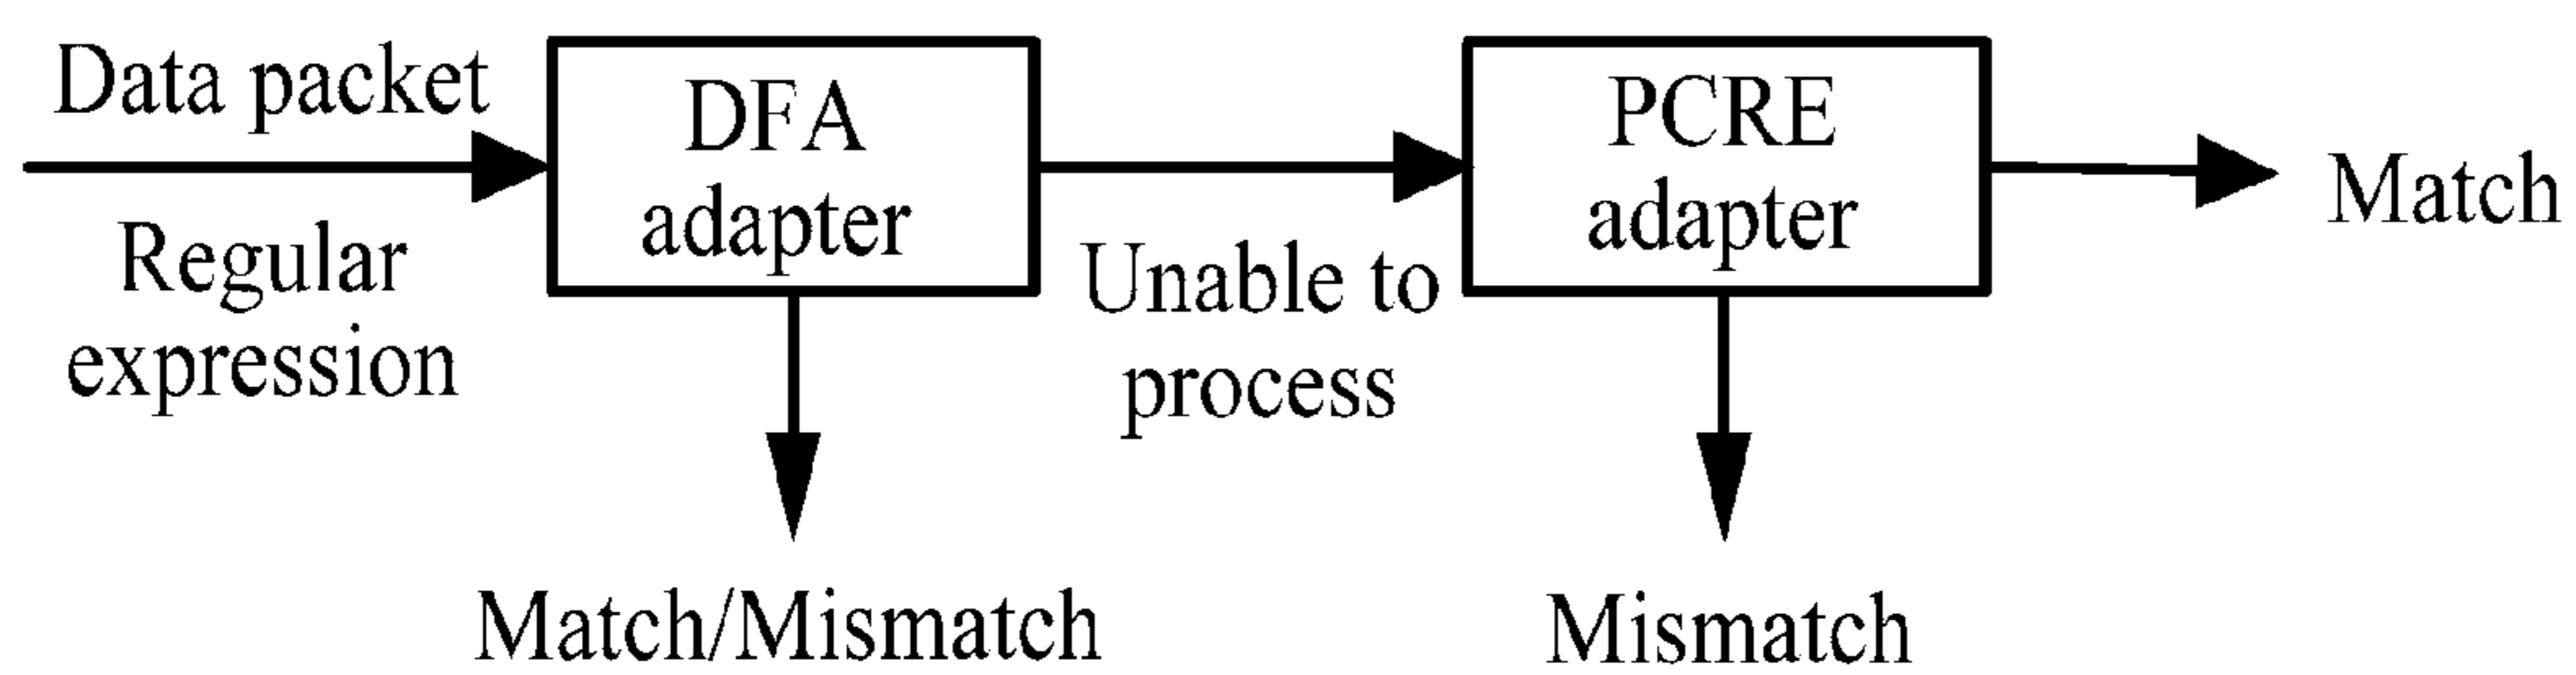 Data packet
Regular
expression
DFA
adapter
Unable to
process
PCRE
adapter
Match
Match/Mismatch
Mismatch